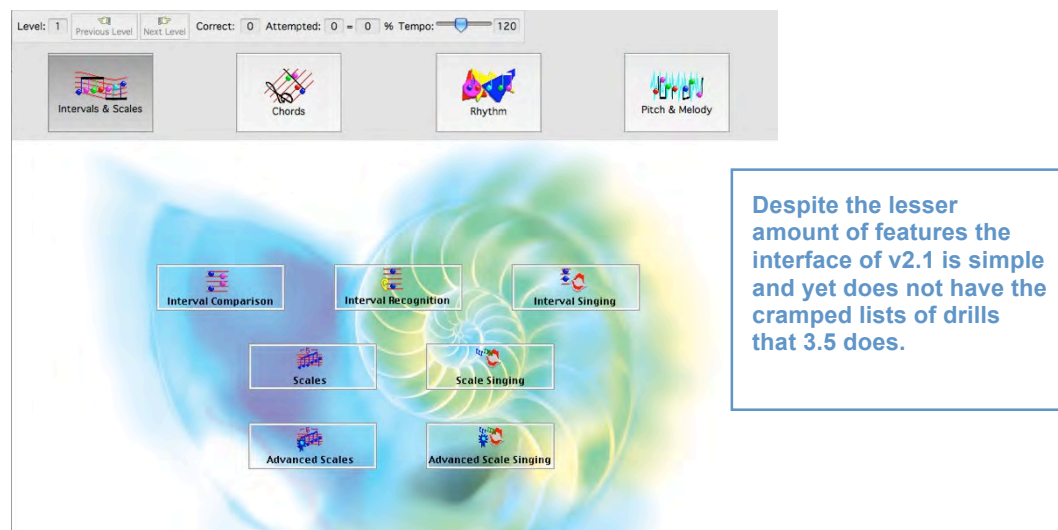 Level: 1 Previous Level Next Level Correct: 0 Attempted: 0 = 0 % Tempo: 120
Intervals & Scales Chords Rhythm Pitch & Melody
Despite the lesser
amount of features the
interface of v2.1 is simple
and yet does not have the
cramped lists of drills
that 3.5 does.
Interval Comparison Interval Recognition Interval Singing
Scales Scale Singing
Advanced Scales Advanced Scale Singing